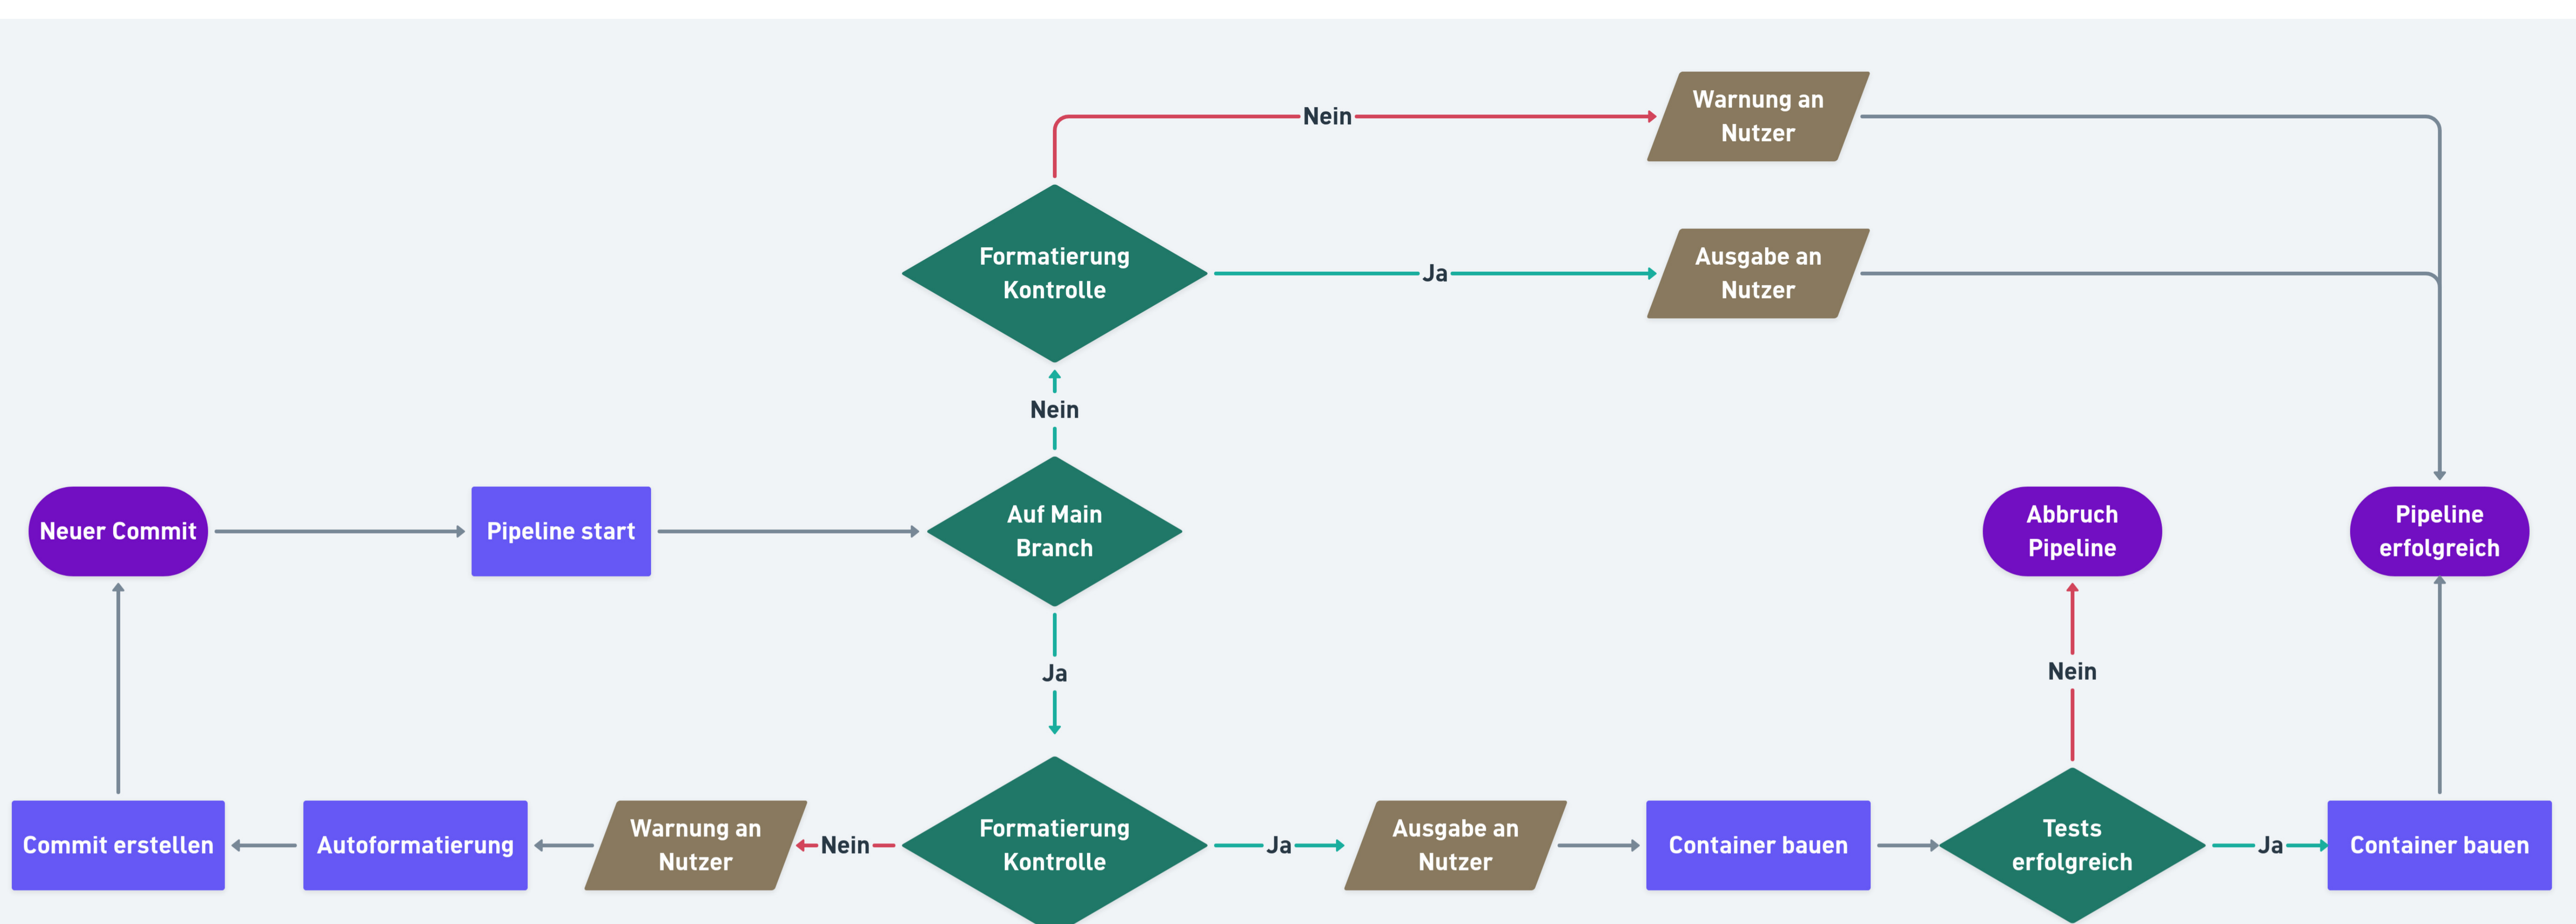 Warnung an
Nutzer
Nein
Formatierung
Kontrolle
Ja
Ausgabe an
Nutzer
Nein
Neuer Commit
Pipeline start
Auf Main
Branch
Abbruch
Pipeline
Pipeline
erfolgreich
Ja
Nein
Commit erstellen
Autoformatierung
Warnung an
Nutzer
Nein
Formatierung
Kontrolle
Ja
Ausgabe an
Nutzer
Container bauen
Tests
erfolgreich
Ja
Container bauen